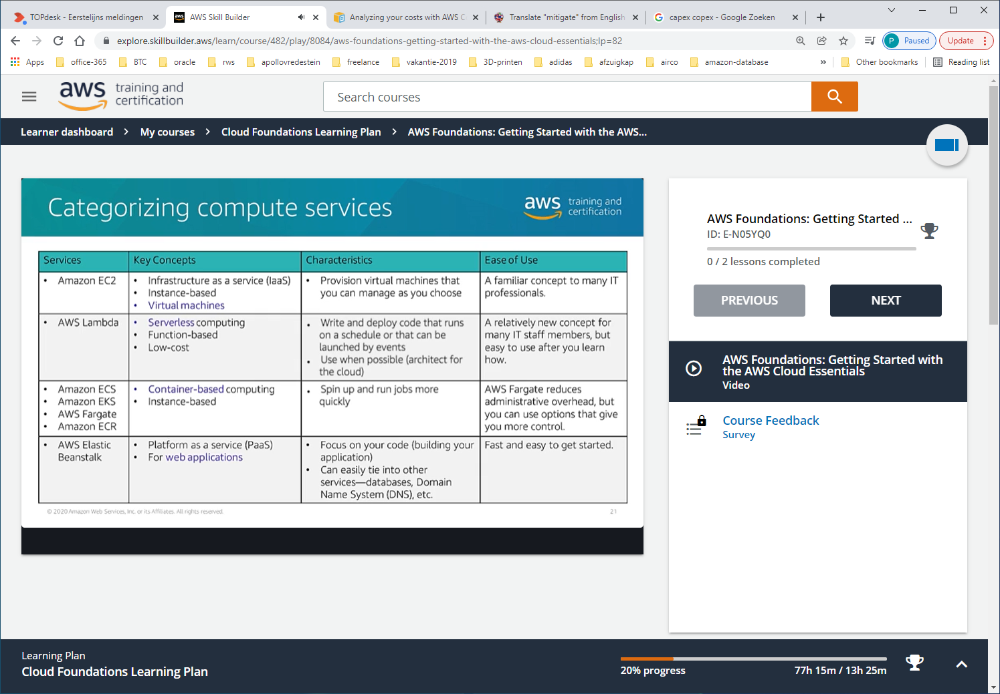 TOPdesk - Eerstelijns meldingen
AWS Skill Builder
Analyzing your costs with AWS C
Translate "mitigate" from English
capex copex - Google Zoeken
explore.skillbuilder.aws/learn/course/482/play/8084/aws-foundations-getting-started-with-the-aws-cloud-essentials;lp=82
P Paused
Update
Apps office-365 BTC oracle rws apollovredestein freelance vakantie-2019 3D-printen adidas afzuigkap airco amazon-database » Other bookmarks Reading list
aws training and
certification
Search courses
Learner dashboard > My courses > Cloud Foundations Learning Plan > AWS Foundations: Getting Started with the AWS...
Categorizing compute services
aws training and
certification
Services Key Concepts Characteristics Ease of Use
• Amazon EC2
• Infrastructure as a service (IaaS)
• Instance-based
• Virtual machines
• Provision virtual machines that
you can manage as you choose
A familiar concept to many IT
professionals.
• AWS Lambda
• Serverless computing
• Function-based
• Low-cost
• Write and deploy code that runs
on a schedule or that can be
launched by events
• Use when possible (architect for
the cloud)
A relatively new concept for
many IT staff members, but
easy to use after you learn
how.
• Amazon ECS
• Amazon EKS
• AWS Fargate
• Amazon ECR
• Container-based computing
• Instance-based
• Spin up and run jobs more
quickly
AWS Fargate reduces
administrative overhead, but
you can use options that give
you more control.
• AWS Elastic
Beanstalk
• Platform as a service (PaaS)
• For web applications
• Focus on your code (building your
application)
• Can easily tie into other
services—databases, Domain
Name System (DNS), etc.
Fast and easy to get started.
© 2020 Amazon Web Services, Inc. or its Affiliates. All rights reserved.
21
AWS Foundations: Getting Started ...
ID: E-N05YQ0
0 / 2 lessons completed
PREVIOUS
NEXT
AWS Foundations: Getting Started with
the AWS Cloud Essentials
Video
Course Feedback
Survey
Learning Plan
Cloud Foundations Learning Plan
20% progress
77h 15m / 13h 25m